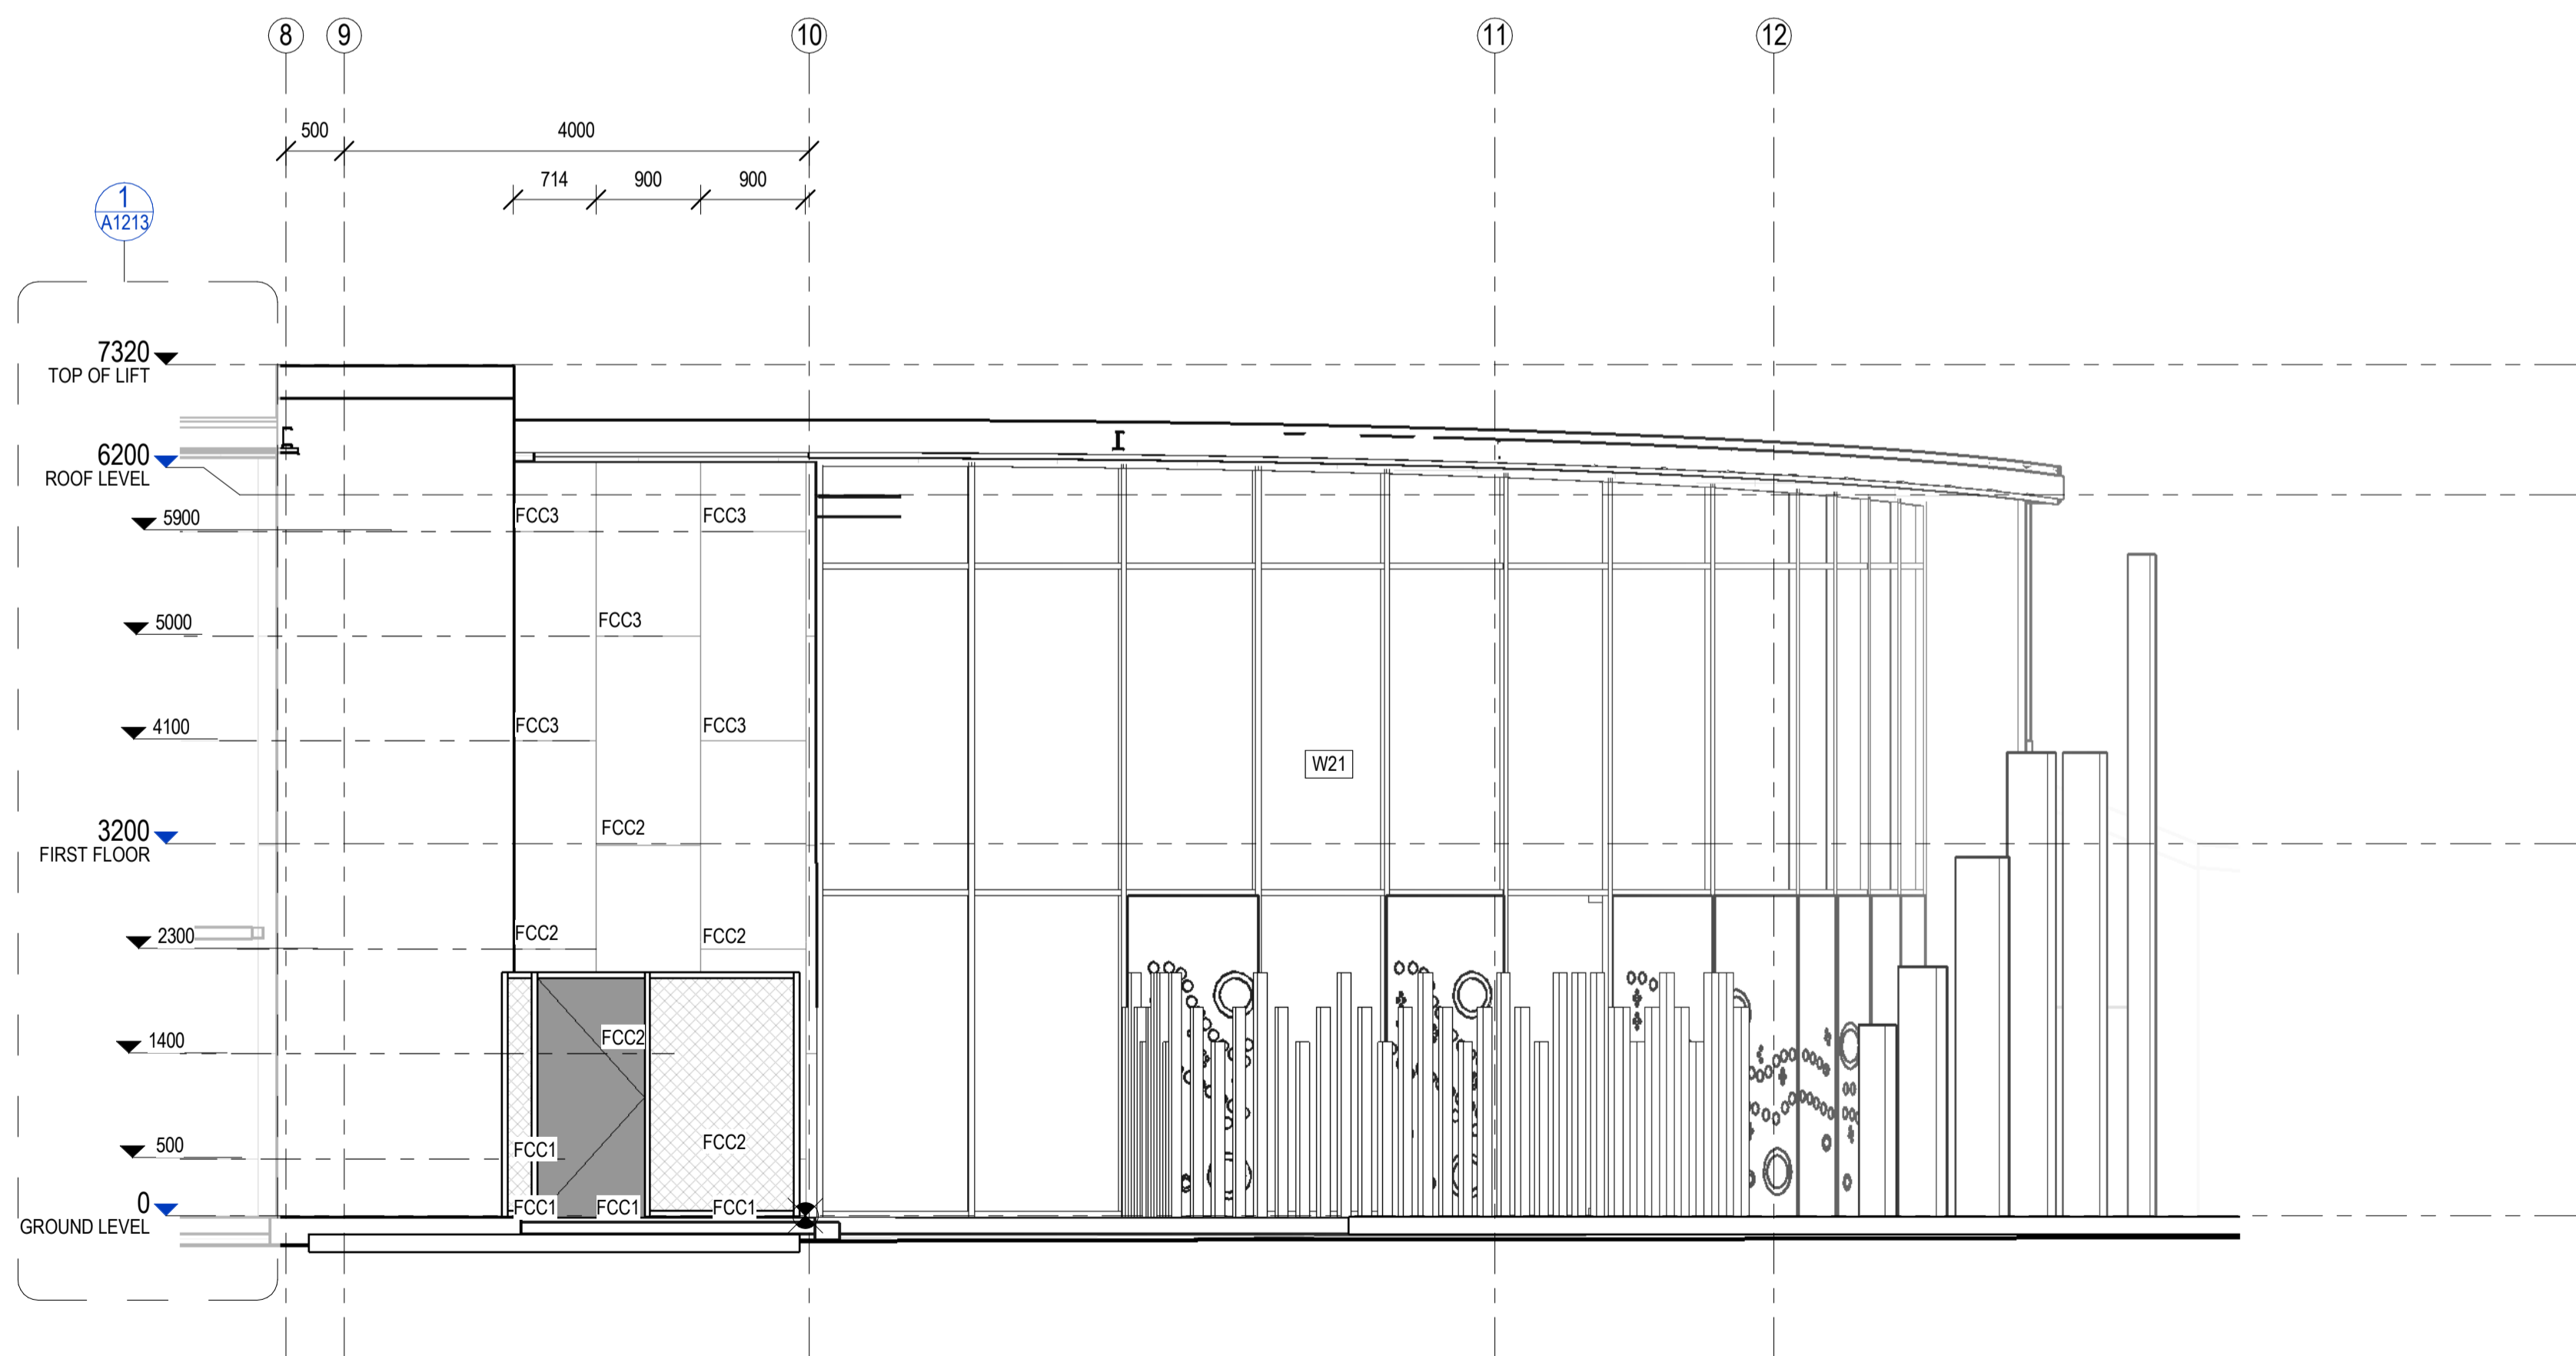 8
9
10
11
12
500
4000
714
900
900
1
A1213
7320
TOP OF LIFT
6200
ROOF LEVEL
5900
FCC3
FCC3
5000
FCC3
4100
FCC3
FCC3
W21
3200
FIRST FLOOR
FCC2
2300
FCC2
FCC2
1400
FCC2
500
FCC1
FCC2
0
GROUND LEVEL
FCC1
FCC1
FCC1